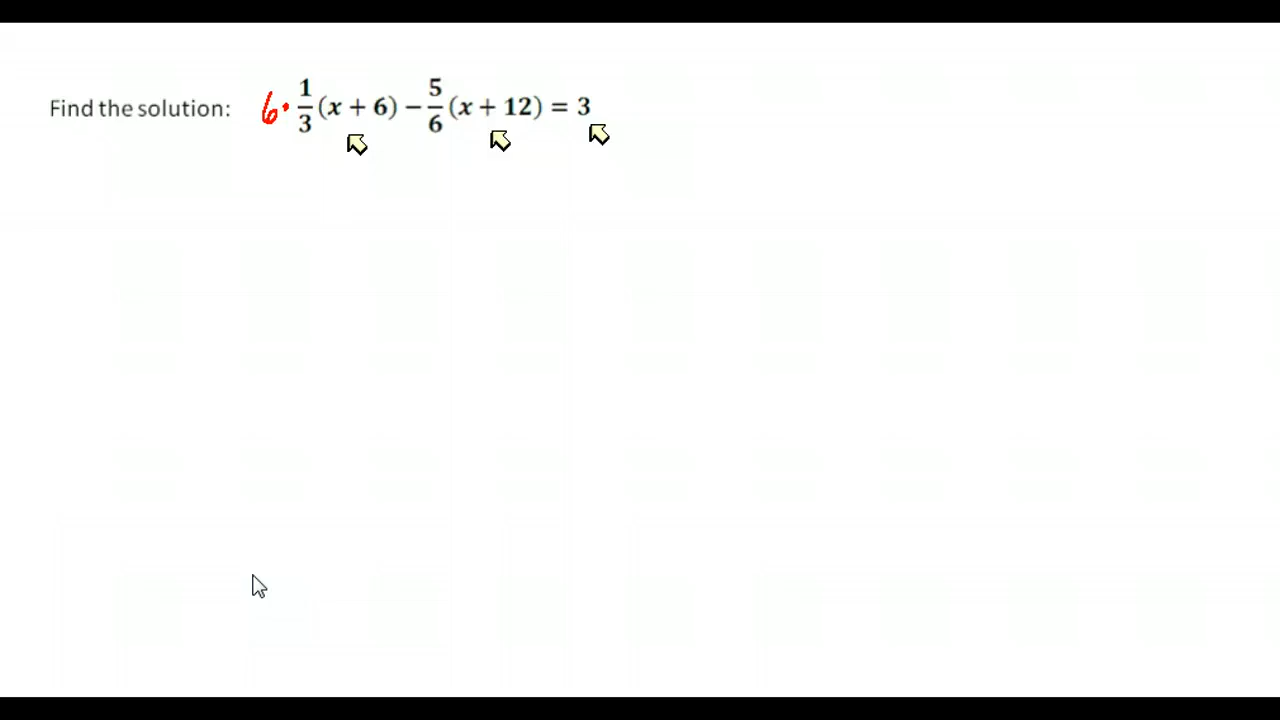 Find the solution: 6 · 1/3 (x + 6) − 5/6 (x + 12) = 3